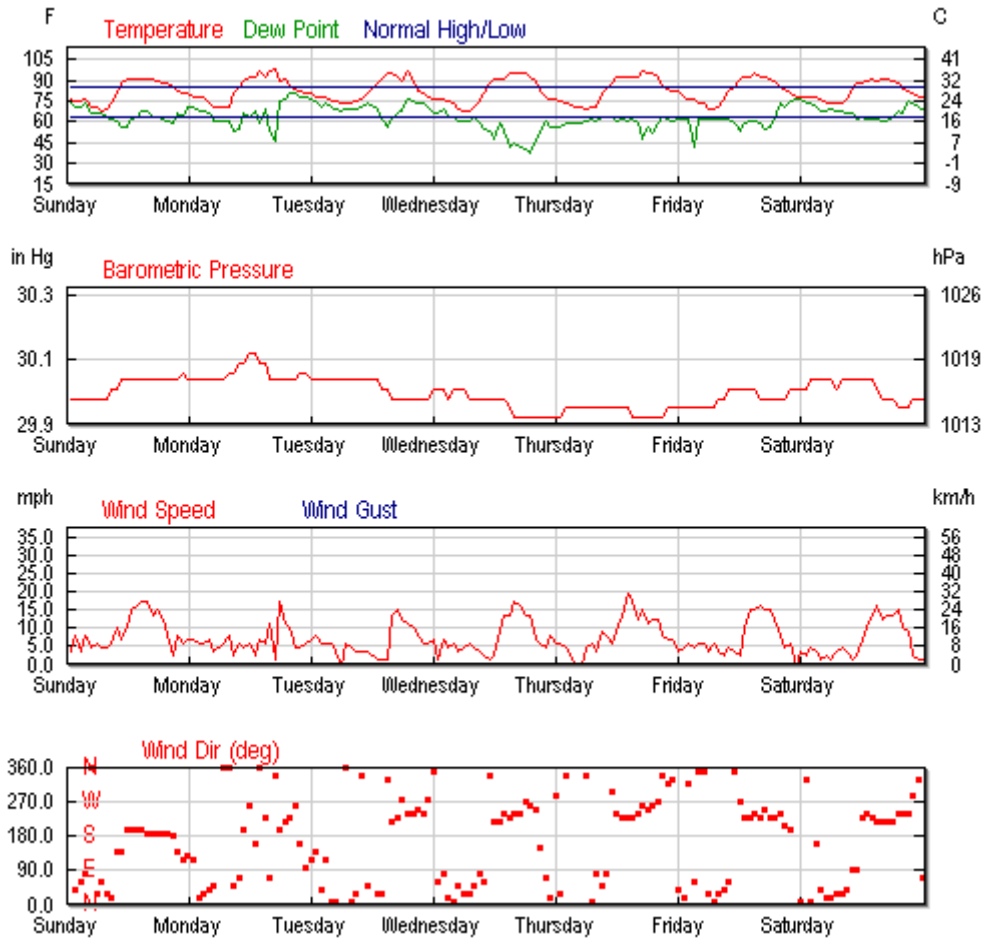 F C
Temperature Dew Point Normal High/Low
105 41
90 32
75 24
60 16
45 7
30 -1
15 -9
Sunday Monday Tuesday Wednesday Thursday Friday Saturday
in Hg hPa
Barometric Pressure
30.3 1026
30.1 1019
29.9 1013
Sunday Monday Tuesday Wednesday Thursday Friday Saturday
mph km/h
Wind Speed Wind Gust
35.0 56
30.0 48
25.0 40
20.0 32
15.0 24
10.0 16
5.0 8
0.0 0
Sunday Monday Tuesday Wednesday Thursday Friday Saturday
Wind Dir (deg)
360.0 N
270.0 W
180.0 S
90.0 E
0.0 N
Sunday Monday Tuesday Wednesday Thursday Friday Saturday